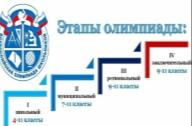 Этапы олимпиады:
IV
заключительный
9-11 классы
III
региональный
9-11 классы
II
муниципальный
7-11 классы
I
школьный
4-11 классы